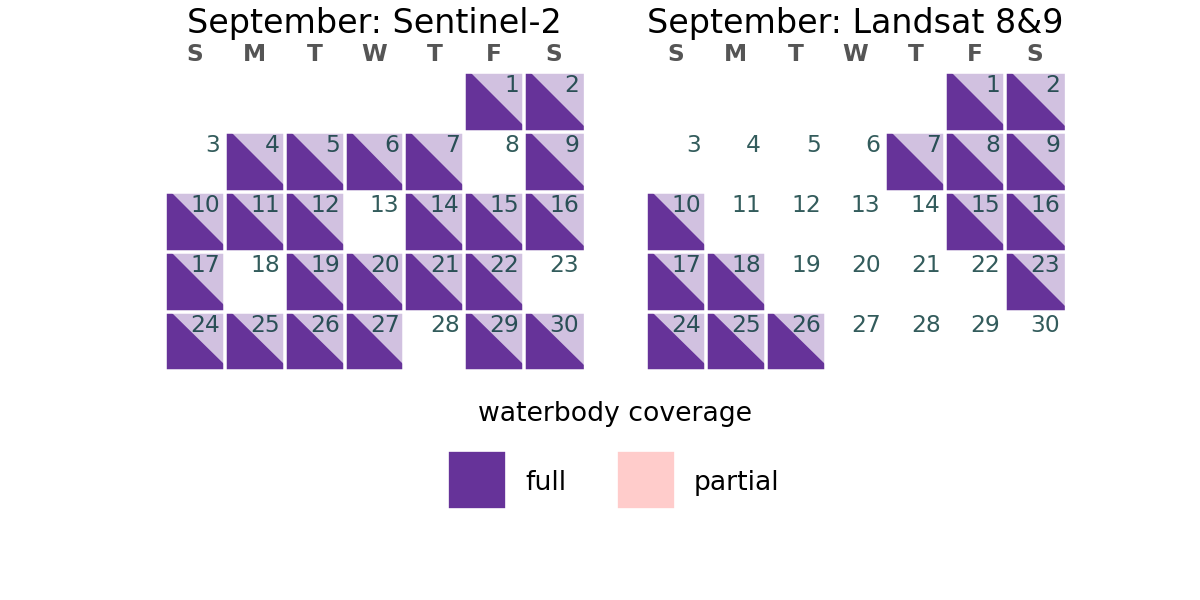 September: Sentinel-2
S M T W T F S
1 2
3 4 5 6 7 8 9
10 11 12 13 14 15 16
17 18 19 20 21 22 23
24 25 26 27 28 29 30
September: Landsat 8&9
S M T W T F S
1 2
3 4 5 6 7 8 9
10 11 12 13 14 15 16
17 18 19 20 21 22 23
24 25 26 27 28 29 30
waterbody coverage
full partial